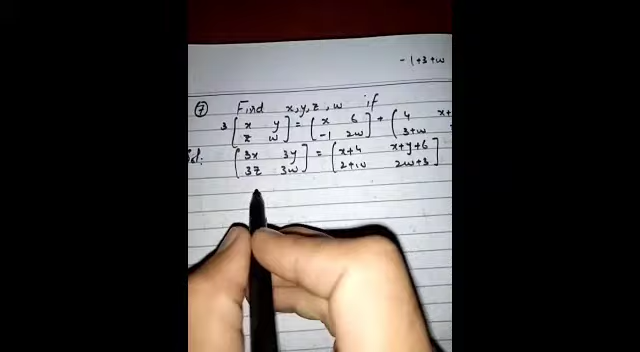 -1+3+w
⑦ Find x,y,z,w if
3 [x y z w] = [x 6 -1 2w] + [4 x+ 3+w
Sol: [3x 3y 3z 3w] = [x+4 x+y+6 2+w 2w+3]